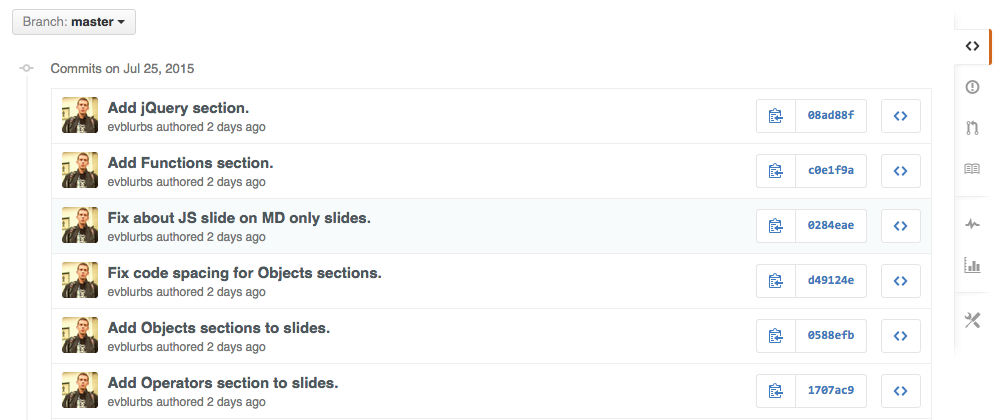 Branch: master
Commits on Jul 25, 2015
Add jQuery section.
evblurbs authored 2 days ago
08ad88f
Add Functions section.
evblurbs authored 2 days ago
c0e1f9a
Fix about JS slide on MD only slides.
evblurbs authored 2 days ago
0284eae
Fix code spacing for Objects sections.
evblurbs authored 2 days ago
d49124e
Add Objects sections to slides.
evblurbs authored 2 days ago
0588efb
Add Operators section to slides.
evblurbs authored 2 days ago
1707ac9